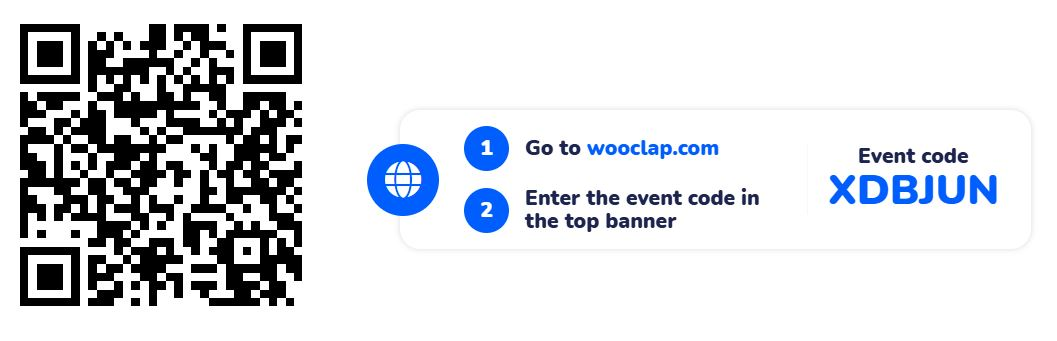 1 Go to wooclap.com
2 Enter the event code in
the top banner
Event code
XDBJUN